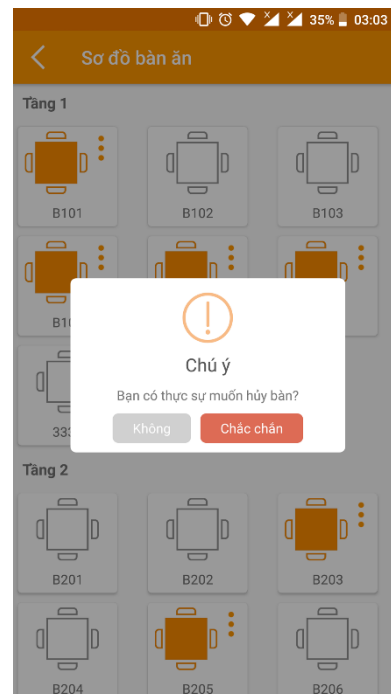 35% 03:03
Sơ đồ bàn ăn
Tầng 1
B101 B102 B103
Chú ý
Bạn có thực sự muốn hủy bàn?
Không Chắc chắn
Tầng 2
B201 B202 B203
B204 B205 B206